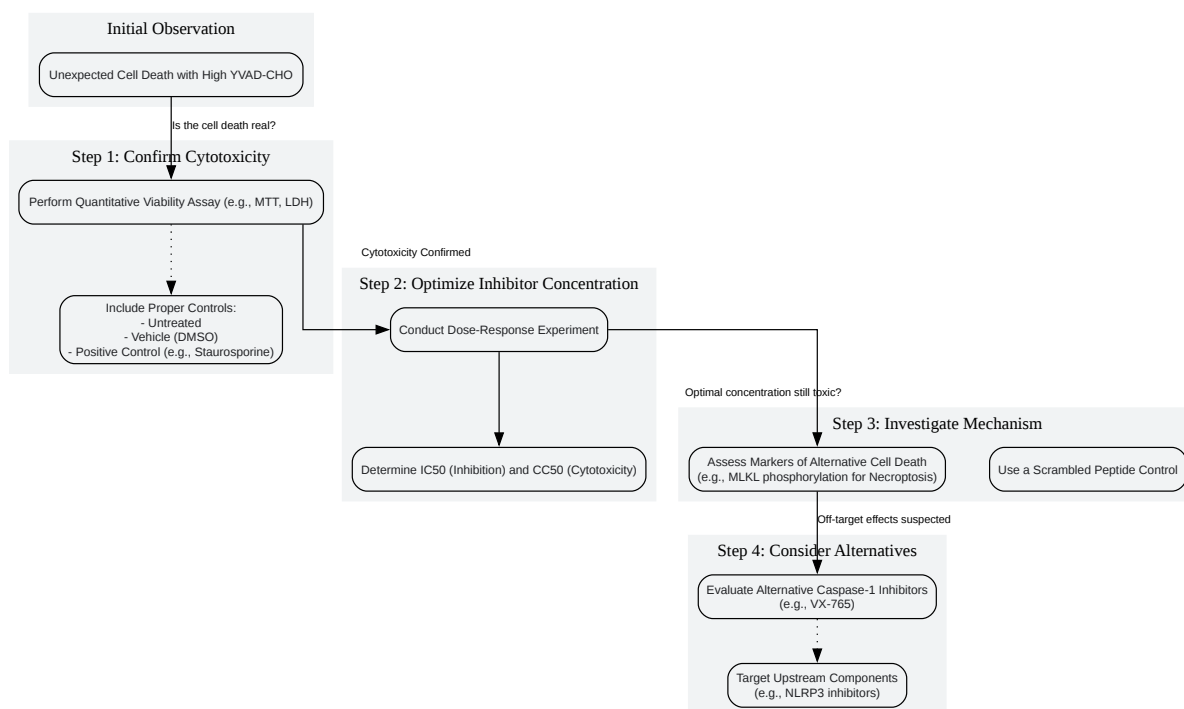 Initial Observation
Unexpected Cell Death with High YVAD-CHO
Is the cell death real?
Step 1: Confirm Cytotoxicity
Perform Quantitative Viability Assay (e.g., MTT, LDH)
Include Proper Controls:
- Untreated
- Vehicle (DMSO)
- Positive Control (e.g., Staurosporine)
Cytotoxicity Confirmed
Step 2: Optimize Inhibitor Concentration
Conduct Dose-Response Experiment
Determine IC50 (Inhibition) and CC50 (Cytotoxicity)
Optimal concentration still toxic?
Step 3: Investigate Mechanism
Assess Markers of Alternative Cell Death
(e.g., MLKL phosphorylation for Necroptosis)
Use a Scrambled Peptide Control
Off-target effects suspected
Step 4: Consider Alternatives
Evaluate Alternative Caspase-1 Inhibitors
(e.g., VX-765)
Target Upstream Components
(e.g., NLRP3 inhibitors)